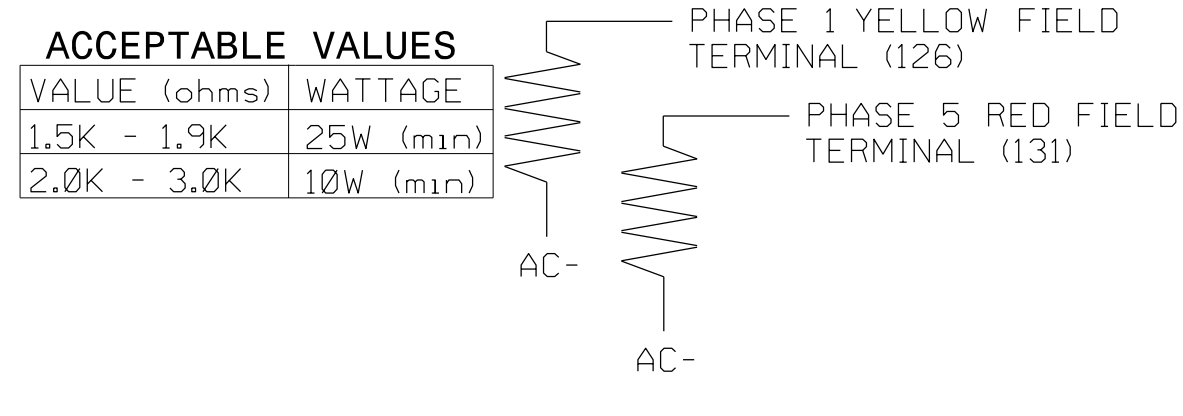 ACCEPTABLE VALUES
VALUE (ohms) WATTAGE
1.5K - 1.9K 25W (min)
2.0K - 3.0K 10W (min)
PHASE 1 YELLOW FIELD
TERMINAL (126)
AC-
PHASE 5 RED FIELD
TERMINAL (131)
AC-